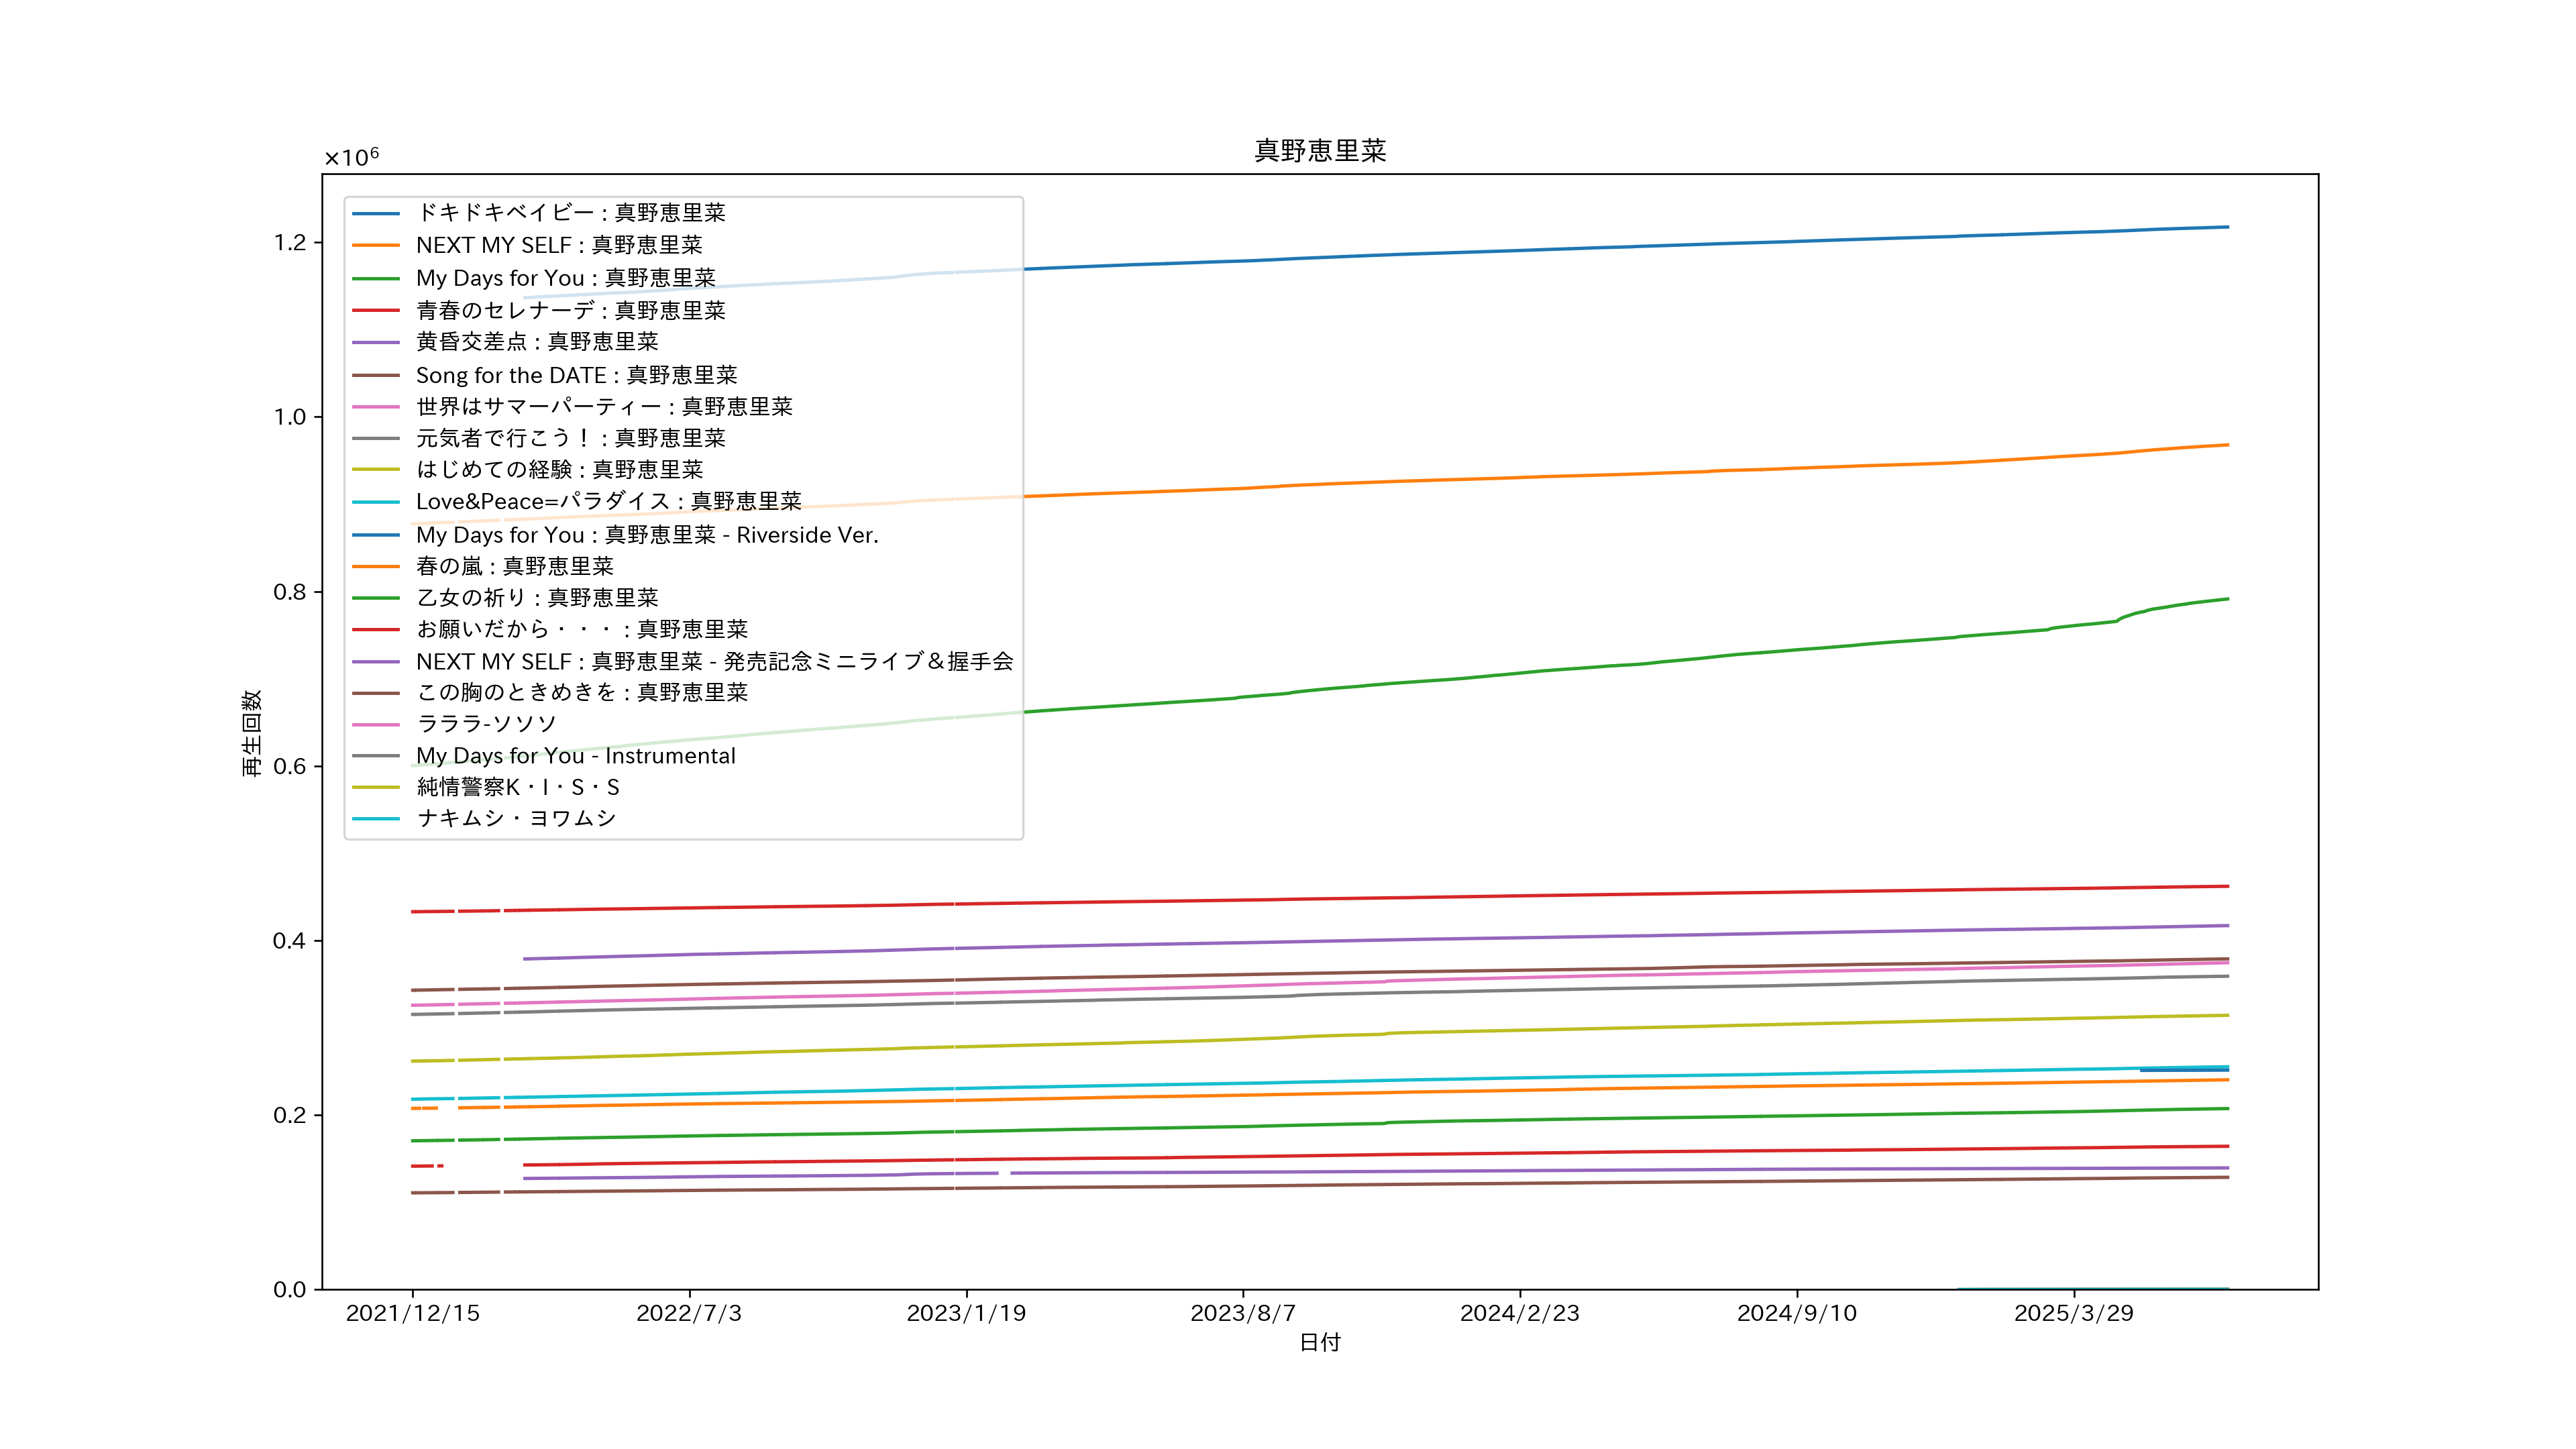 真野恵里菜
×10⁶
ドキドキベイビー : 真野恵里菜
NEXT MY SELF : 真野恵里菜
My Days for You : 真野恵里菜
青春のセレナーデ : 真野恵里菜
黄昏交差点 : 真野恵里菜
Song for the DATE : 真野恵里菜
世界はサマーパーティー : 真野恵里菜
元気者で行こう！ : 真野恵里菜
はじめての経験 : 真野恵里菜
Love&Peace=パラダイス : 真野恵里菜
My Days for You : 真野恵里菜 - Riverside Ver.
春の嵐 : 真野恵里菜
乙女の祈り : 真野恵里菜
お願いだから・・・ : 真野恵里菜
NEXT MY SELF : 真野恵里菜 - 発売記念ミニライブ＆握手会
この胸のときめきを : 真野恵里菜
ラララ-ソソソ
My Days for You - Instrumental
純情警察K・I・S・S
ナキムシ・ヨワムシ
1.2
1.0
0.8
0.6
0.4
0.2
0.0
再生回数
2021/12/15
2022/7/3
2023/1/19
2023/8/7
2024/2/23
2024/9/10
2025/3/29
日付